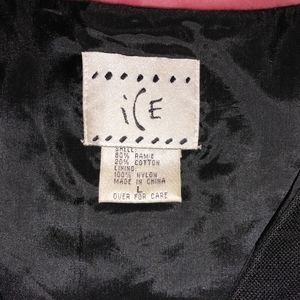 iCE
SHELL:
80% RAMIE
20% COTTON
LINING:
100% NYLON
MADE IN CHINA
L
OVER FOR CARE